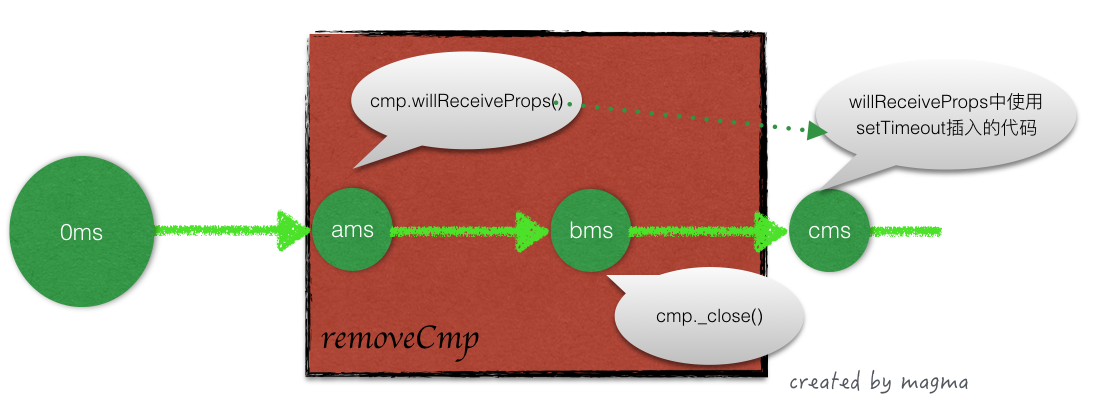 cmp.willReceiveProps()
willReceiveProps中使用
setTimeout插入的代码
0ms
ams
bms
cms
cmp._close()
removeCmp
created by magma